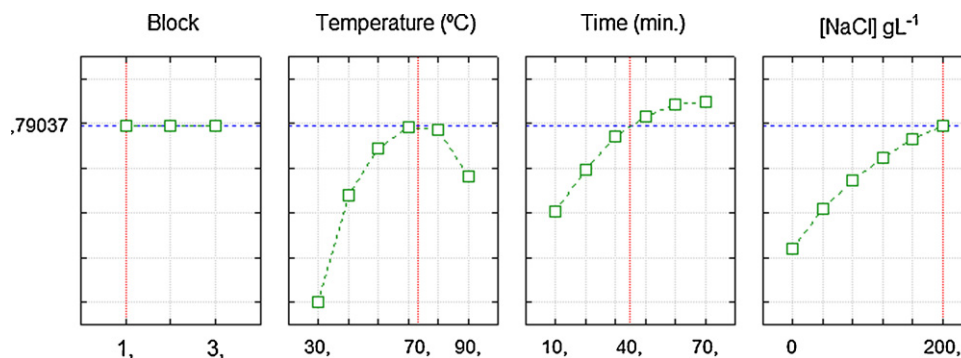 Block
Temperature (ºC)
Time (min.)
[NaCl] gL⁻¹
,79037
1, 3,
30, 70, 90,
10, 40, 70,
0 200,